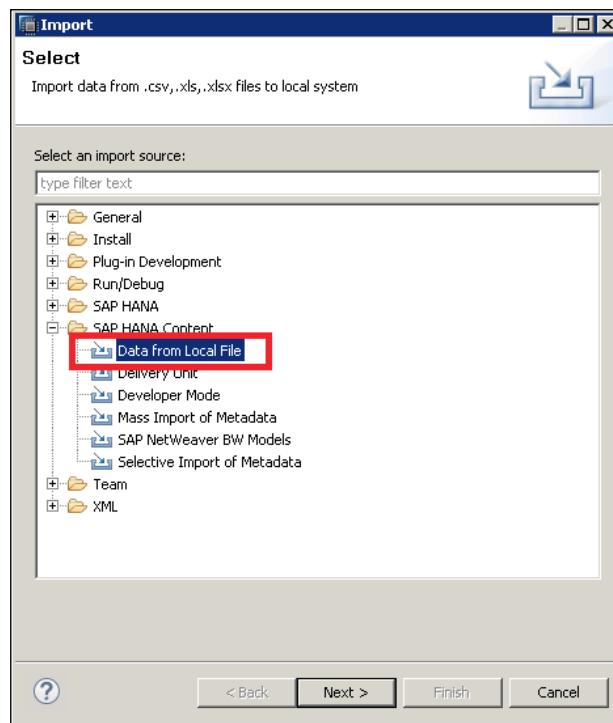 Import
Select
Import data from .csv,.xls,.xlsx files to local system
Select an import source:
type filter text
General
Install
Plug-in Development
Run/Debug
SAP HANA
SAP HANA Content
Data from Local File
Delivery Unit
Developer Mode
Mass Import of Metadata
SAP NetWeaver BW Models
Selective Import of Metadata
Team
XML
? < Back Next > Finish Cancel